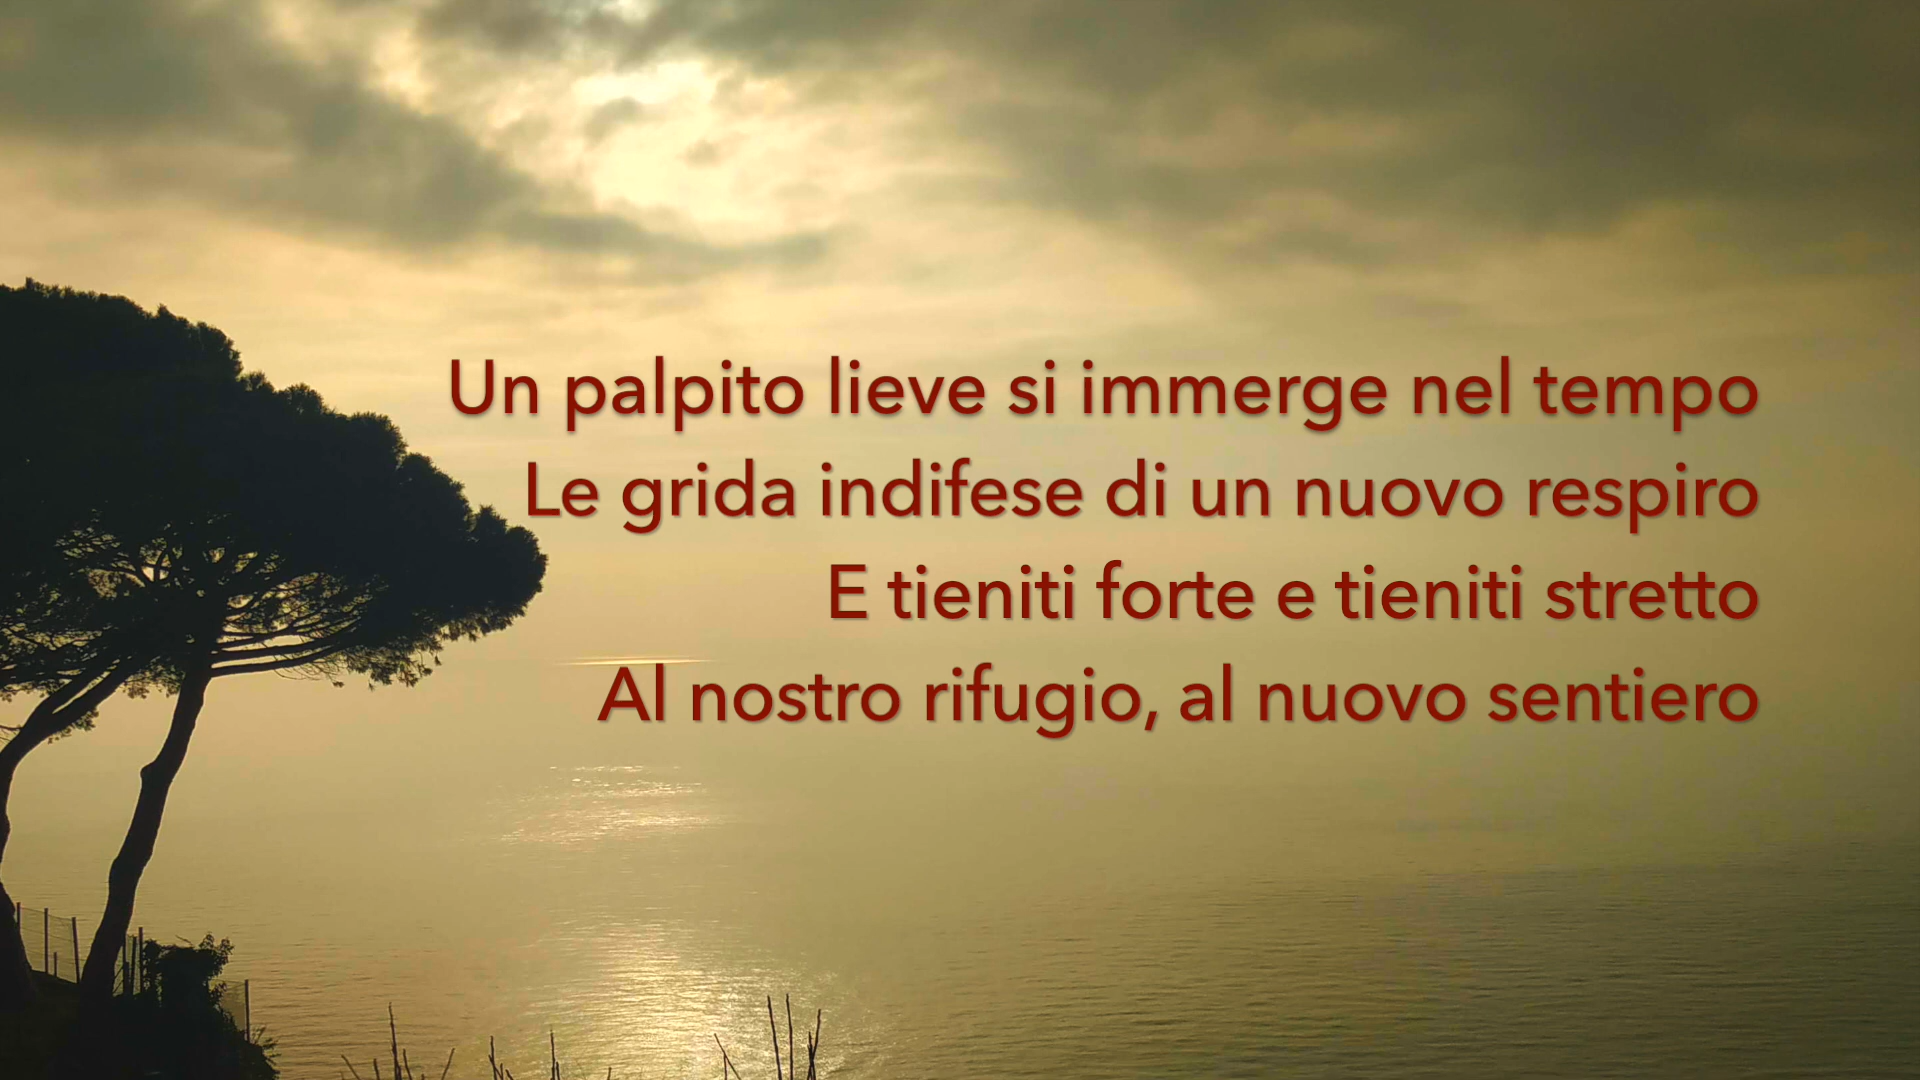 Un palpito lieve si immerge nel tempo
Le grida indifese di un nuovo respiro
E tieniti forte e tieniti stretto
Al nostro rifugio, al nuovo sentiero